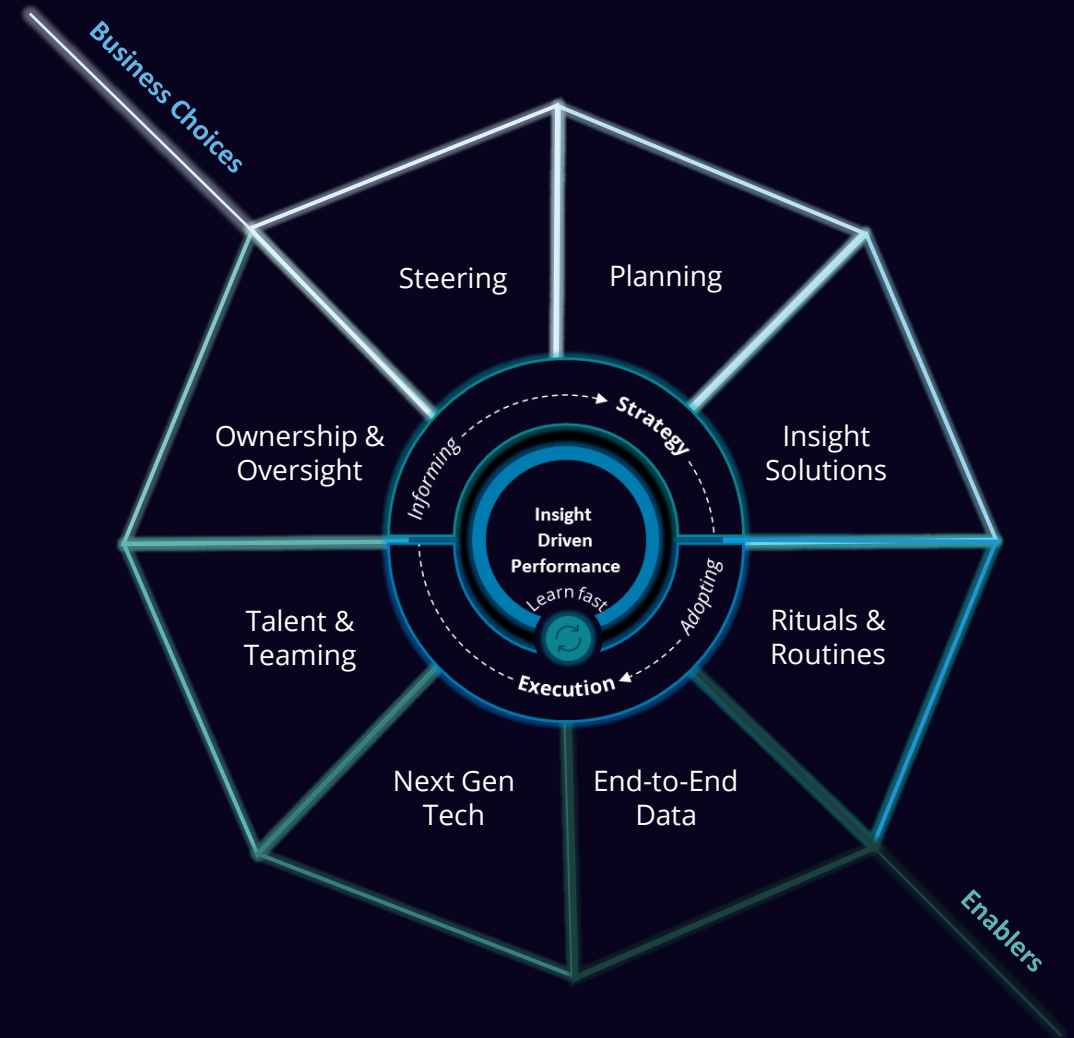 Business Choices
Steering
Planning
Ownership &
Oversight
Insight
Solutions
Informing
Strategy
Insight
Driven
Performance
Learn fast
Adopting
Execution
Talent &
Teaming
Rituals &
Routines
Next Gen
Tech
End-to-End
Data
Enablers